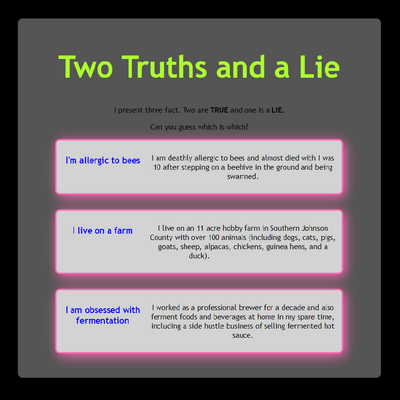 Two Truths and a Lie
I present three fact. Two are TRUE and one is a LIE.
Can you guess which is which?
I'm allergic to bees
I am deathly allergic to bees and almost died with I was
10 after stepping on a beehive in the ground and being
swarmed.
I live on a farm
I live on an 11 acre hobby farm in Southern Johnson
County with over 100 animals (including dogs, cats, pigs,
goats, sheep, alpacas, chickens, guinea hens, and a
duck).
I am obsessed with
fermentation
I worked as a professional brewer for a decade and also
ferment foods and beverages at home in my spare time,
including a side hustle business of selling fermented hot
sauce.